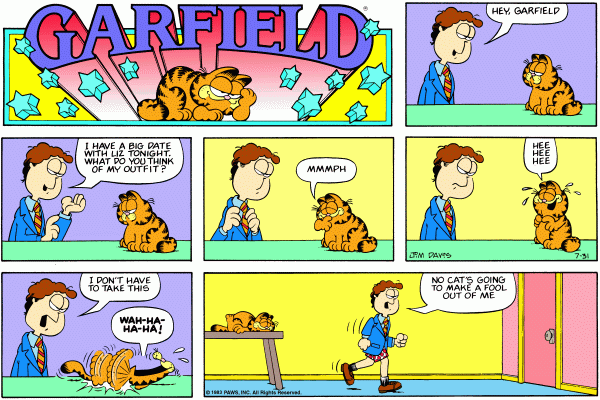 GARFIELD
®
HEY, GARFIELD
I HAVE A BIG DATE
WITH LIZ TONIGHT.
WHAT DO YOU THINK
OF MY OUTFIT?
MMMPH
HEE
HEE
HEE
JIM DAVIS
7-31
I DON'T HAVE
TO TAKE THIS
WAH-HA-
HA-HA!
NO CAT'S GOING
TO MAKE A FOOL
OUT OF ME
© 1983 PAWS, INC. All Rights Reserved.